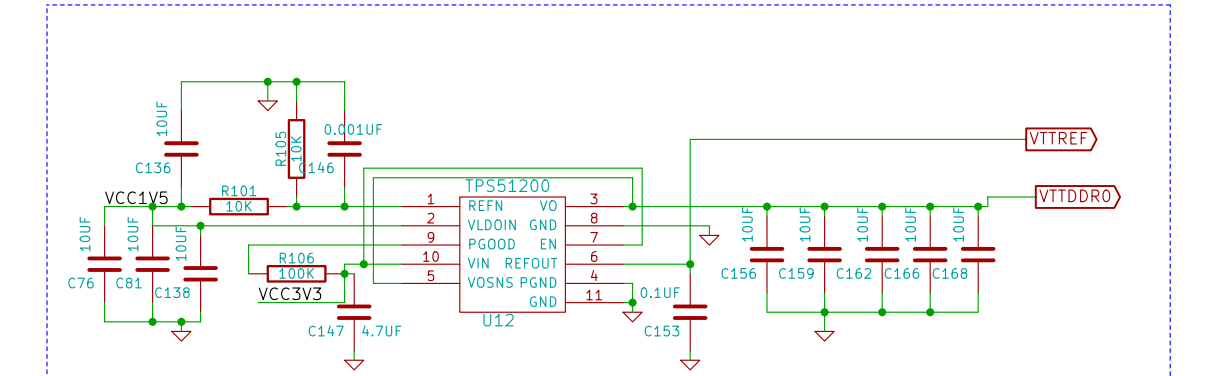 10UF
0.001UF
R105
10K
C136
C146
VTTREF
VCC1V5
R101
10K
TPS51200
VTTDDR0
1
REFN
VO
3
2
VLDOIN
GND
8
9
PGOOD
EN
7
10
VIN
REFOUT
6
5
VOSNS
PGND
4
GND
11
U12
10UF
10UF
10UF
C76
C81
C138
R106
100K
VCC3V3
C147
4.7UF
0.1UF
C153
10UF
10UF
10UF
10UF
10UF
C156
C159
C162
C166
C168